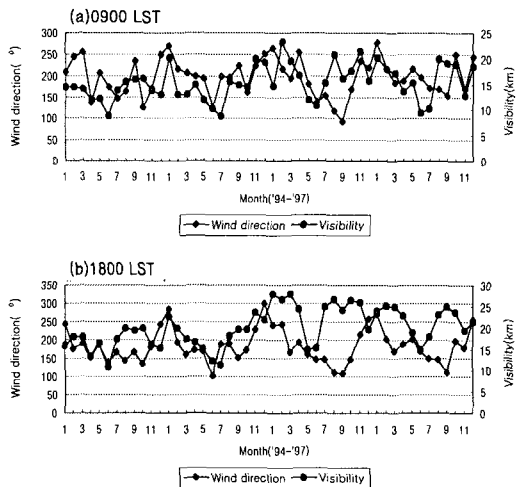 (a)0900 LST
Wind direction( °)
300
250
200
150
100
50
0
Visibility(km)
25
20
15
10
5
0
1 3 5 7 9 11 1 3 5 7 9 11 1 3 5 7 9 11 1 3 5 7 9 11
Month('94-'97)
Wind direction Visibility
(b)1800 LST
Wind direction( °)
350
300
250
200
150
100
50
0
Visibility(km)
30
25
20
15
10
5
0
1 3 5 7 9 11 1 3 5 7 9 11 1 3 5 7 9 11 1 3 5 7 9 11
Month('94-'97)
Wind direction Visibility